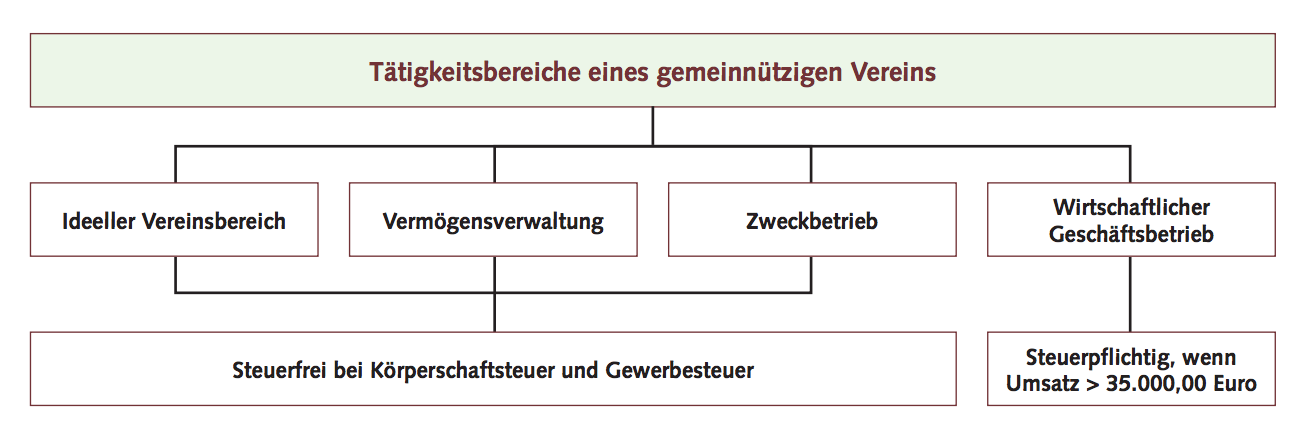 Tätigkeitsbereiche eines gemeinnützigen Vereins
Ideeller Vereinsbereich
Vermögensverwaltung
Zweckbetrieb
Wirtschaftlicher
Geschäftsbetrieb
Steuerfrei bei Körperschaftsteuer und Gewerbesteuer
Steuerpflichtig, wenn
Umsatz > 35.000,00 Euro